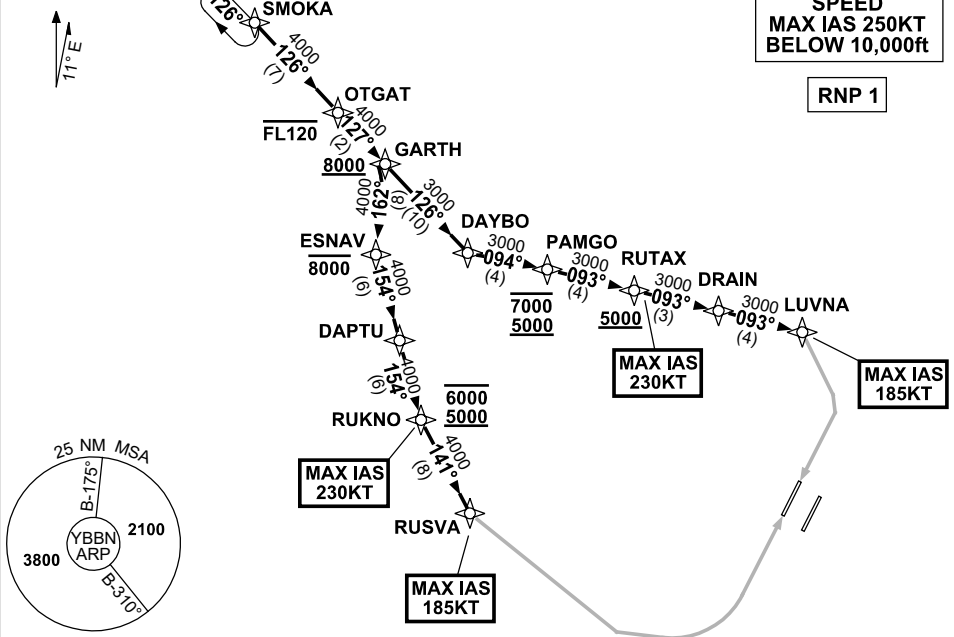 SPEED
MAX IAS 250KT
BELOW 10,000ft
RNP 1
11° E
126°
SMOKA
4000
126°
(7)
OTGAT
FL120
4000
127°
(2)
GARTH
8000
4000
162°
(8)
3000
126°
(10)
ESNAV
8000
4000
154°
(6)
DAYBO
3000
094°
(4)
PAMGO
7000
5000
3000
093°
(4)
RUTAX
5000
MAX IAS
230KT
3000
093°
(3)
DRAIN
3000
093°
(4)
LUVNA
MAX IAS
185KT
DAPTU
4000
154°
(6)
RUKNO
6000
5000
MAX IAS
230KT
4000
141°
(8)
RUSVA
MAX IAS
185KT
25 NM MSA
B-175°
2100
YBBN
ARP
3800
B-310°